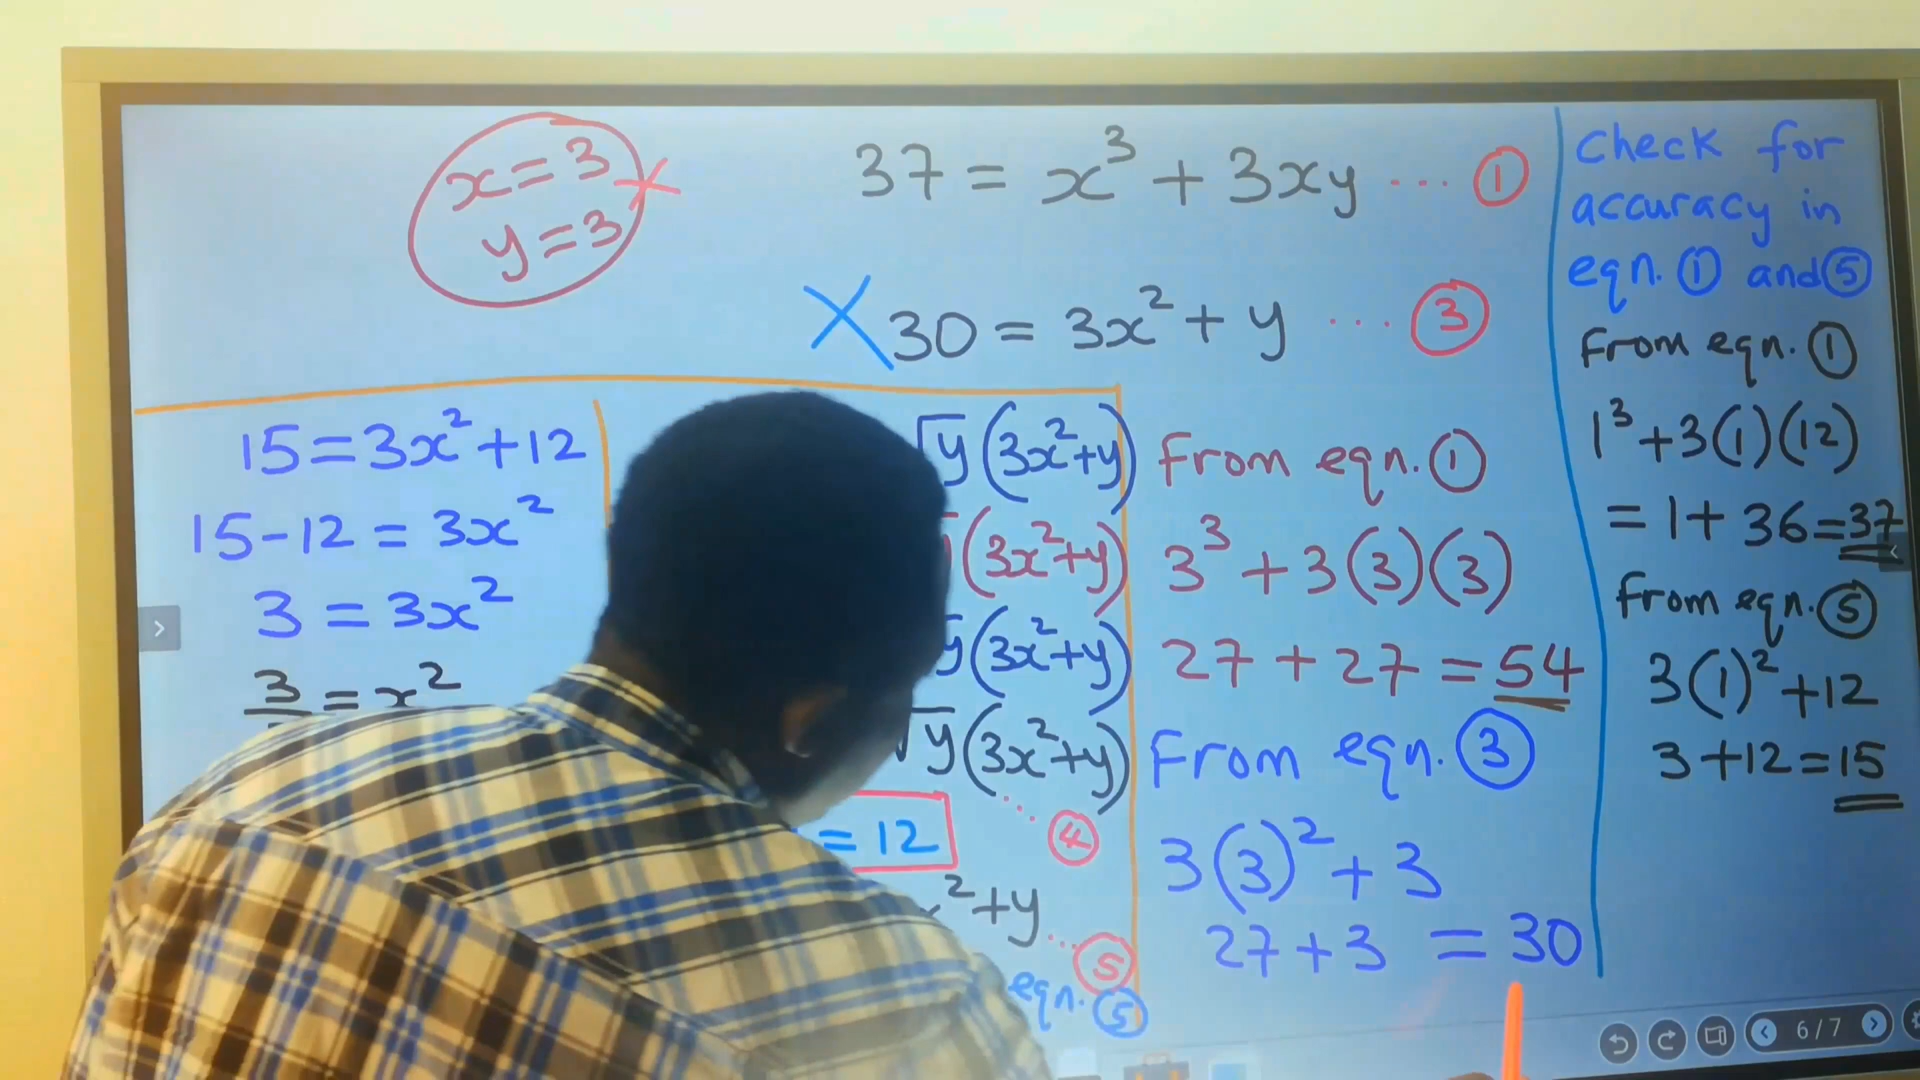 x=3
y=3
37 = x³ + 3xy ... ①
30 = 3x² + y ... ③
15=3x²+12
15-12 = 3x²
3 = 3x²
3 = x²
√y(3x²+y)
(3x²+y)
y(3x²+y)
√y(3x²+y)
... ④
= 12
²+y ... ⑤
eqn. ⑤
From eqn. ①
3³ + 3(3)(3)
27 + 27 = 54
From eqn. ③
3(3)² + 3
27 + 3 = 30
Check for
accuracy in
eqn. ① and ⑤
From eqn. ①
1³ +3(1)(12)
= 1+ 36=37
From eqn. ⑤
3(1)² +12
3 +12=15
6/7